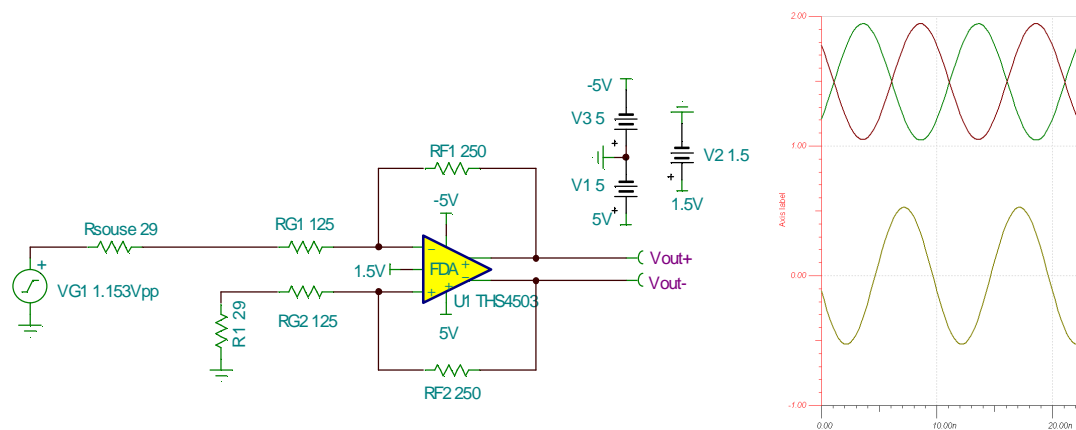 -5V
V3 5
+
V2 1.5
V1 5
+
+
5V
1.5V
RF1 250
-5V
Rsouse 29
RG1 125
1.5V
−
FDA
+
−
+
+
U1 THS4503
Vout+
Vout-
+
VG1 1.153Vpp
RG2 125
R1 29
5V
RF2 250
2.00
1.00
Axis label
0.00
-1.00
0.00
10.00n
20.00n